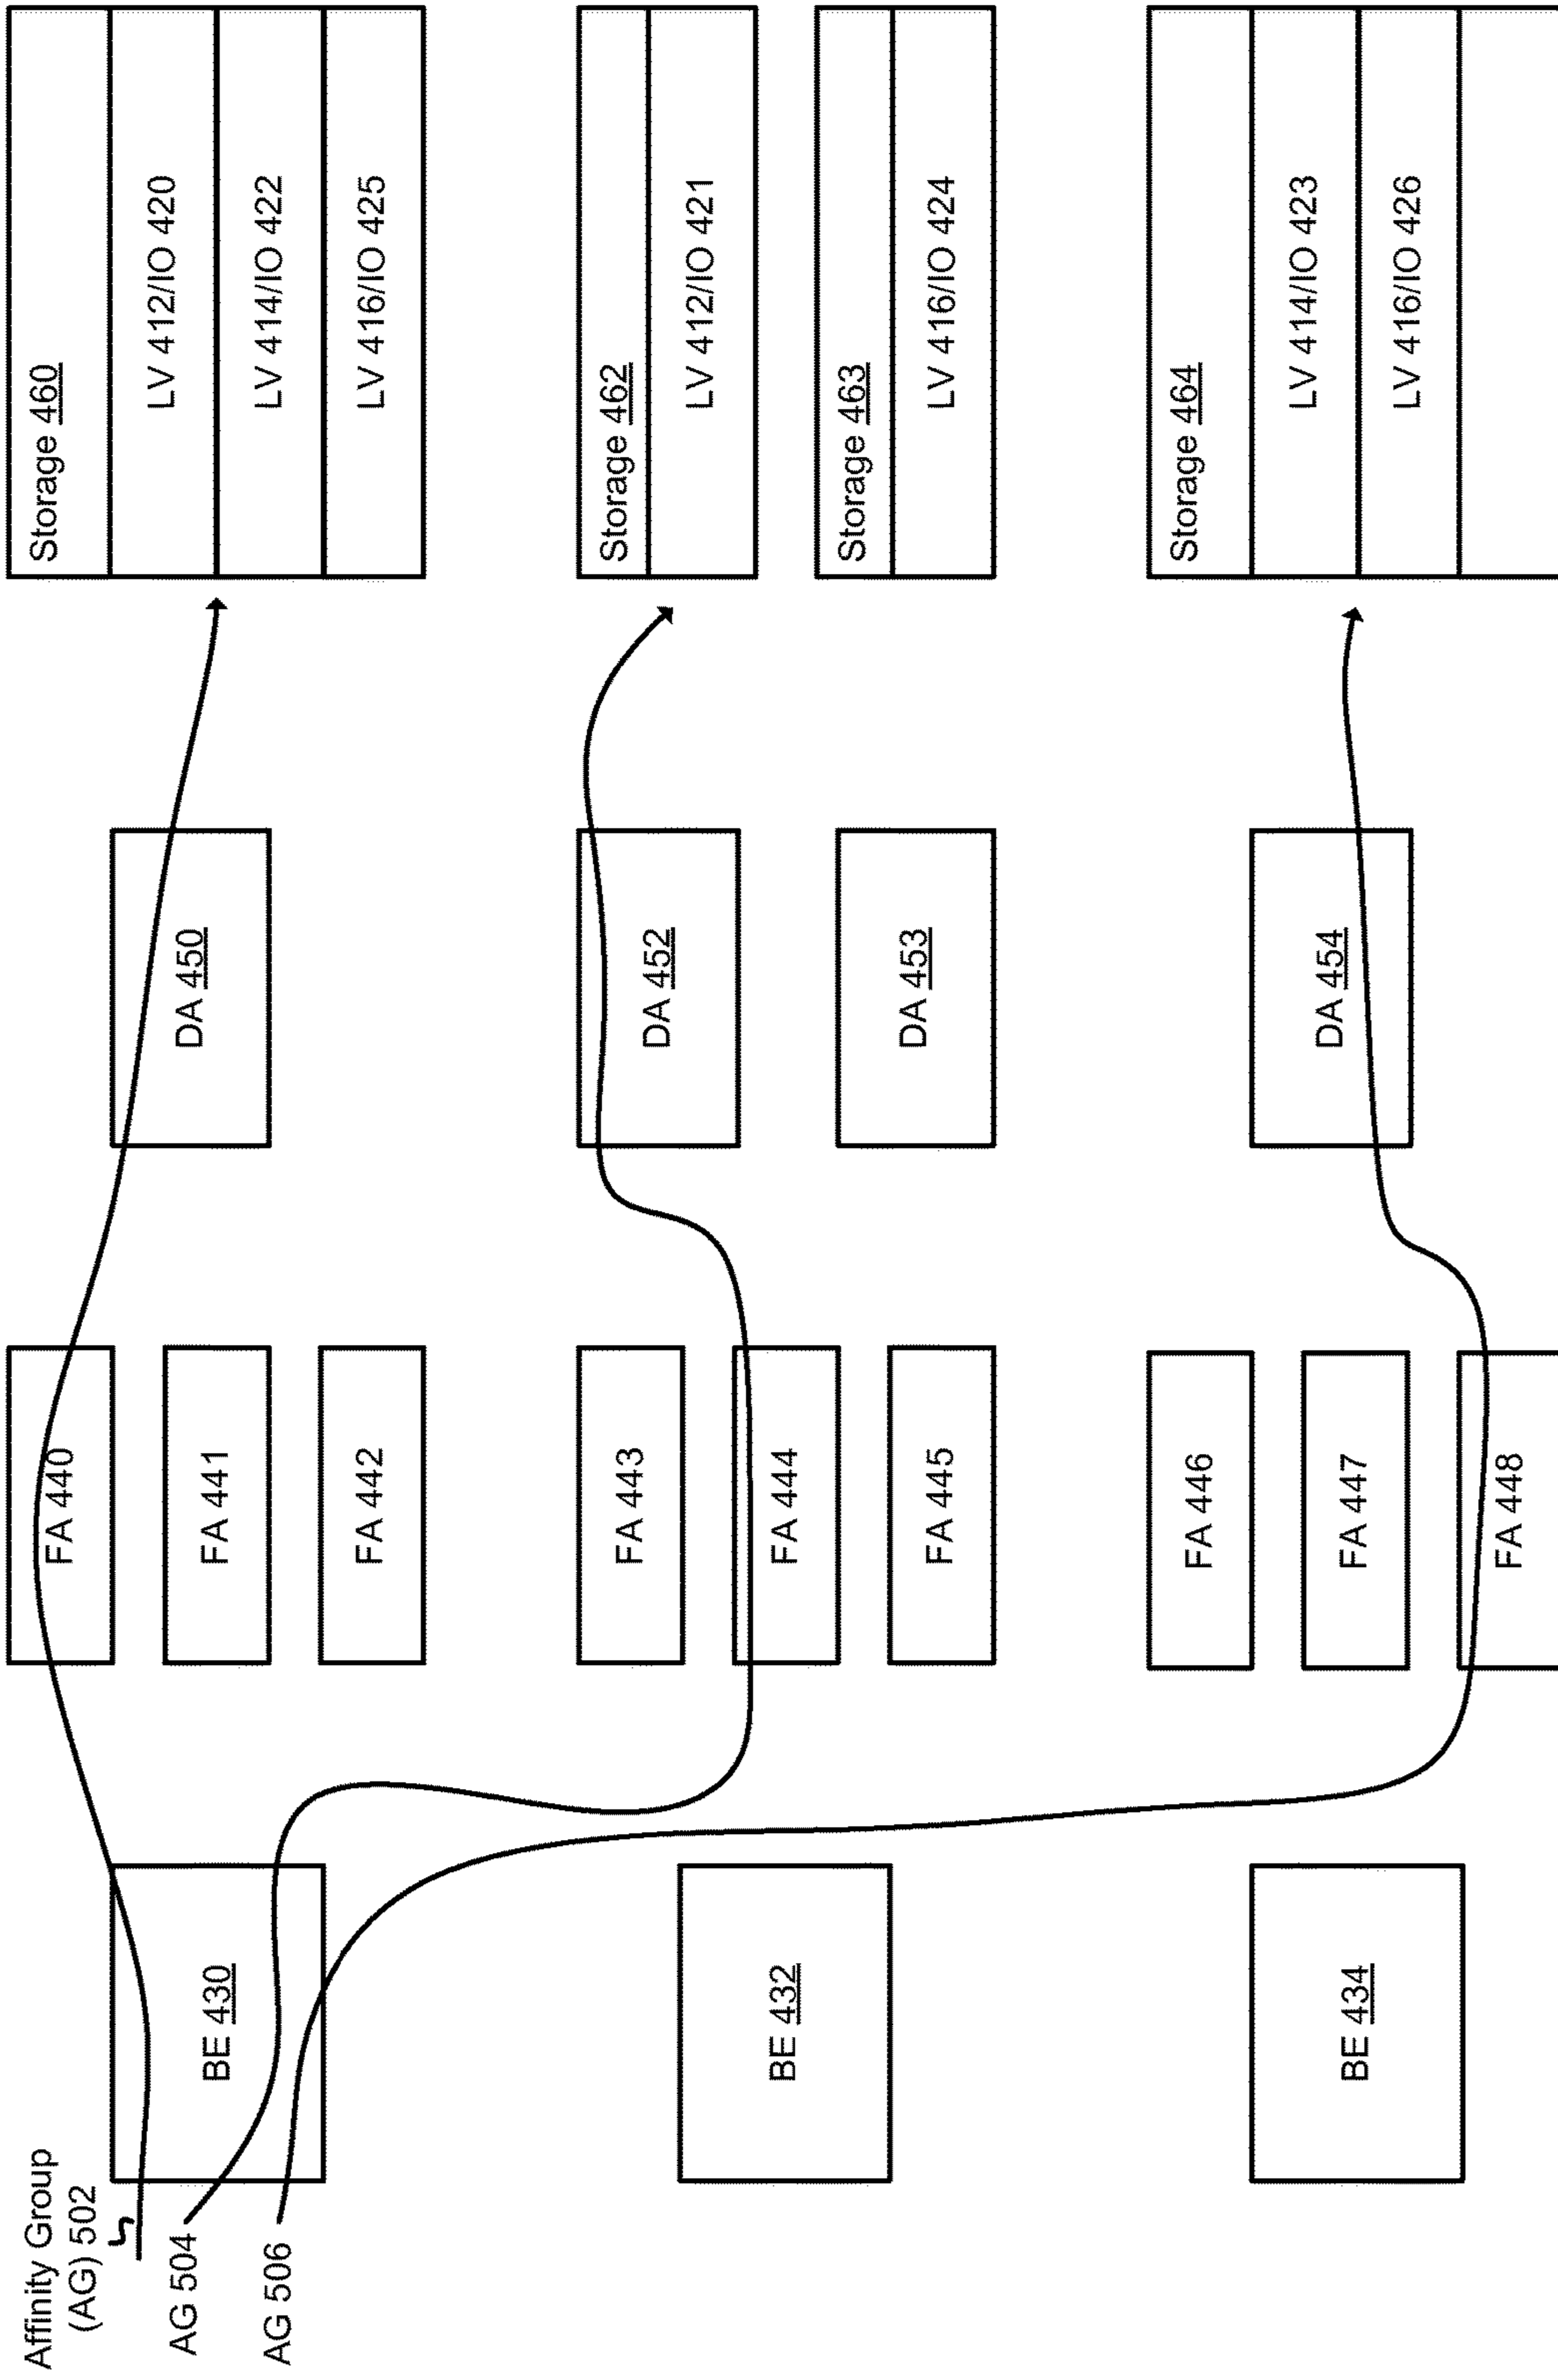 Affinity Group
(AG) 502
AG 504
AG 506
BE 430
BE 432
BE 434
FA 440
FA 441
FA 442
FA 443
FA 444
FA 445
FA 446
FA 447
FA 448
DA 450
DA 452
DA 453
DA 454
Storage 460
LV 412/IO 420
LV 414/IO 422
LV 416/IO 425
Storage 462
LV 412/IO 421
Storage 463
LV 416/IO 424
Storage 464
LV 414/IO 423
LV 416/IO 426